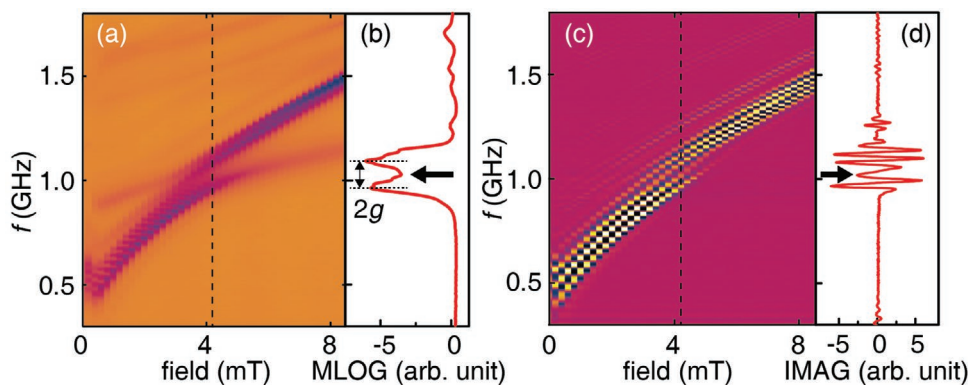 (a) (b) (c) (d)
1.5 1.5
1.0 1.0
2g
0.5 0.5
f (GHz) f (GHz)
0 4 8 -5 0 0 4 8 -5 0 5
field (mT) MLOG (arb. unit) field (mT) IMAG (arb. unit)